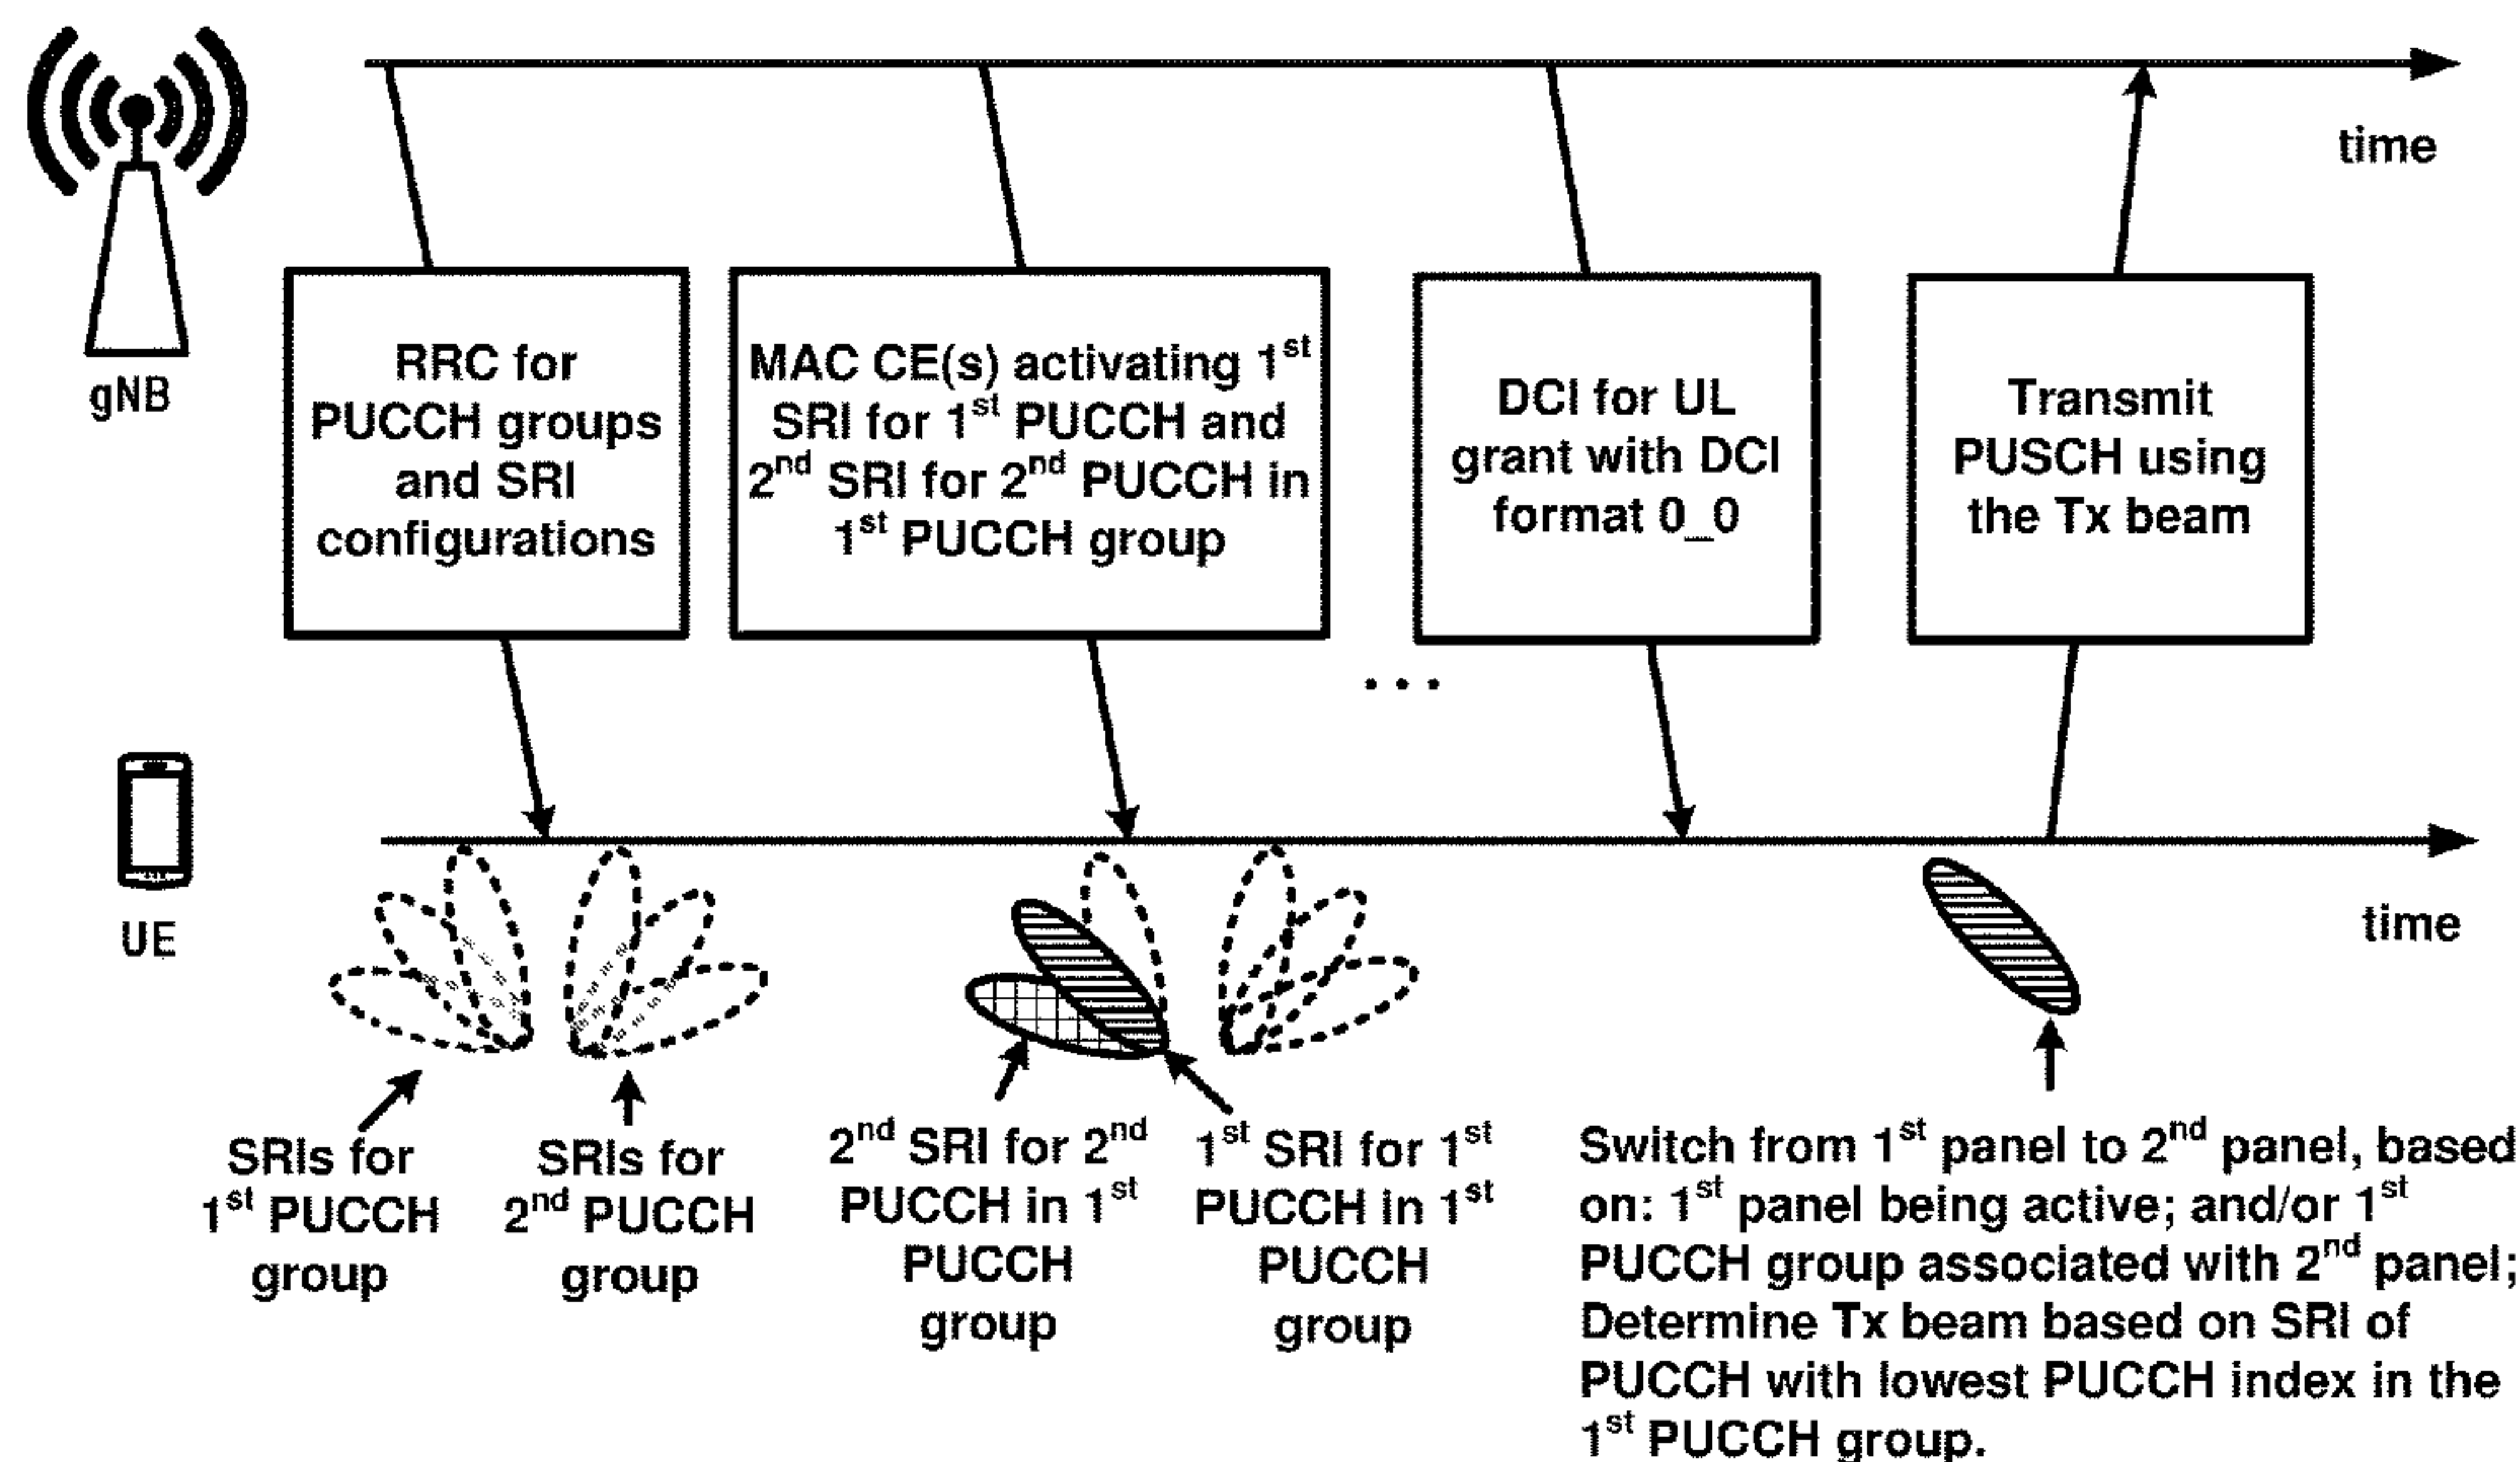 time
gNB
RRC for
PUCCH groups
and SRI
configurations
MAC CE(s) activating 1st
SRI for 1st PUCCH and
2nd SRI for 2nd PUCCH in
1st PUCCH group
DCI for UL
grant with DCI
format 0_0
Transmit
PUSCH using
the Tx beam
...
UE
time
SRIs for
1st PUCCH
group
SRIs for
2nd PUCCH
group
2nd SRI for 2nd
PUCCH in 1st
PUCCH
group
1st SRI for 1st
PUCCH in 1st
PUCCH
group
Switch from 1st panel to 2nd panel, based
on: 1st panel being active; and/or 1st
PUCCH group associated with 2nd panel;
Determine Tx beam based on SRI of
PUCCH with lowest PUCCH index in the
1st PUCCH group.